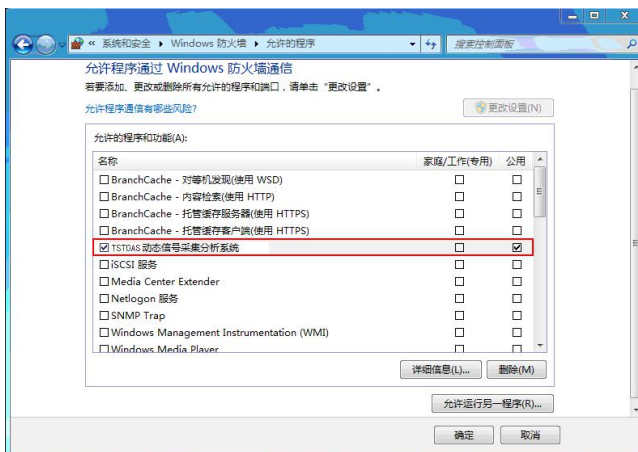 « 系统和安全 ▸ Windows 防火墙 ▸ 允许的程序
搜索控制面板
允许程序通过 Windows 防火墙通信
若要添加、更改或删除所有允许的程序和端口，请单击“更改设置”。
允许程序通信有哪些风险?
更改设置(N)
允许的程序和功能(A):
名称 家庭/工作(专用) 公用
BranchCache - 对等机发现(使用 WSD)
BranchCache - 内容检索(使用 HTTP)
BranchCache - 托管缓存服务器(使用 HTTPS)
BranchCache - 托管缓存客户端(使用 HTTPS)
TSTDAS 动态信号采集分析系统
iSCSI 服务
Media Center Extender
Netlogon 服务
SNMP Trap
Windows Management Instrumentation (WMI)
Windows Media Player
详细信息(L)... 删除(M)
允许运行另一程序(R)...
确定 取消